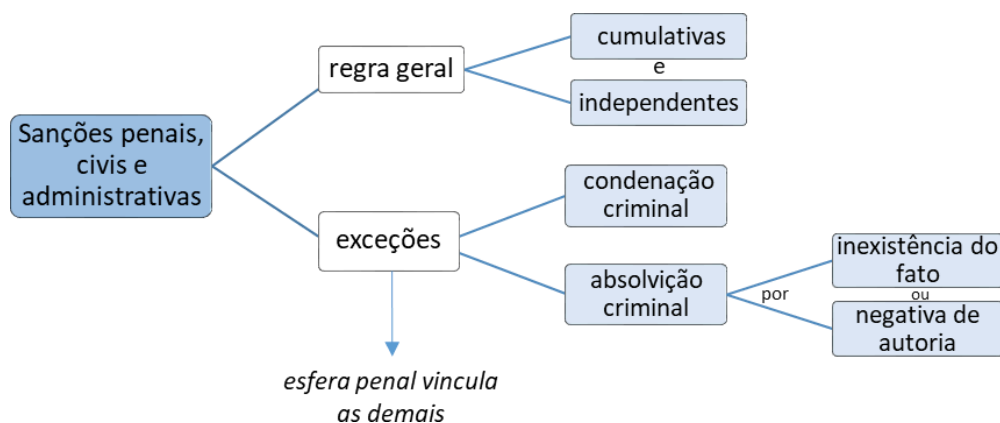 Sanções penais,
civis e
administrativas
regra geral
cumulativas
e
independentes
exceções
condenação
criminal
absolvição
criminal
por
inexistência do
fato
ou
negativa de
autoria
esfera penal vincula
as demais